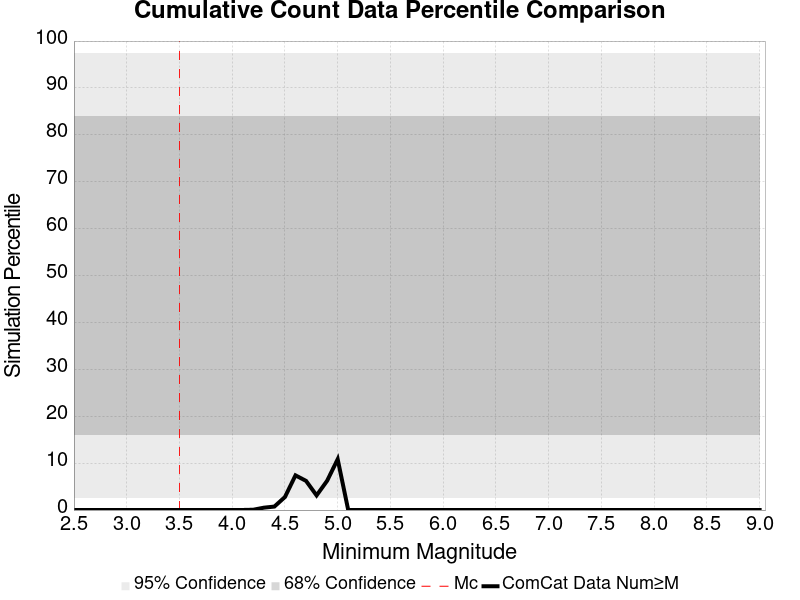 Cumulative Count Data Percentile Comparison
100
90
80
70
60
50
40
30
20
10
0
Simulation Percentile
2.5 3.0 3.5 4.0 4.5 5.0 5.5 6.0 6.5 7.0 7.5 8.0 8.5 9.0
Minimum Magnitude
95% Confidence 68% Confidence Mc ComCat Data Num≥M